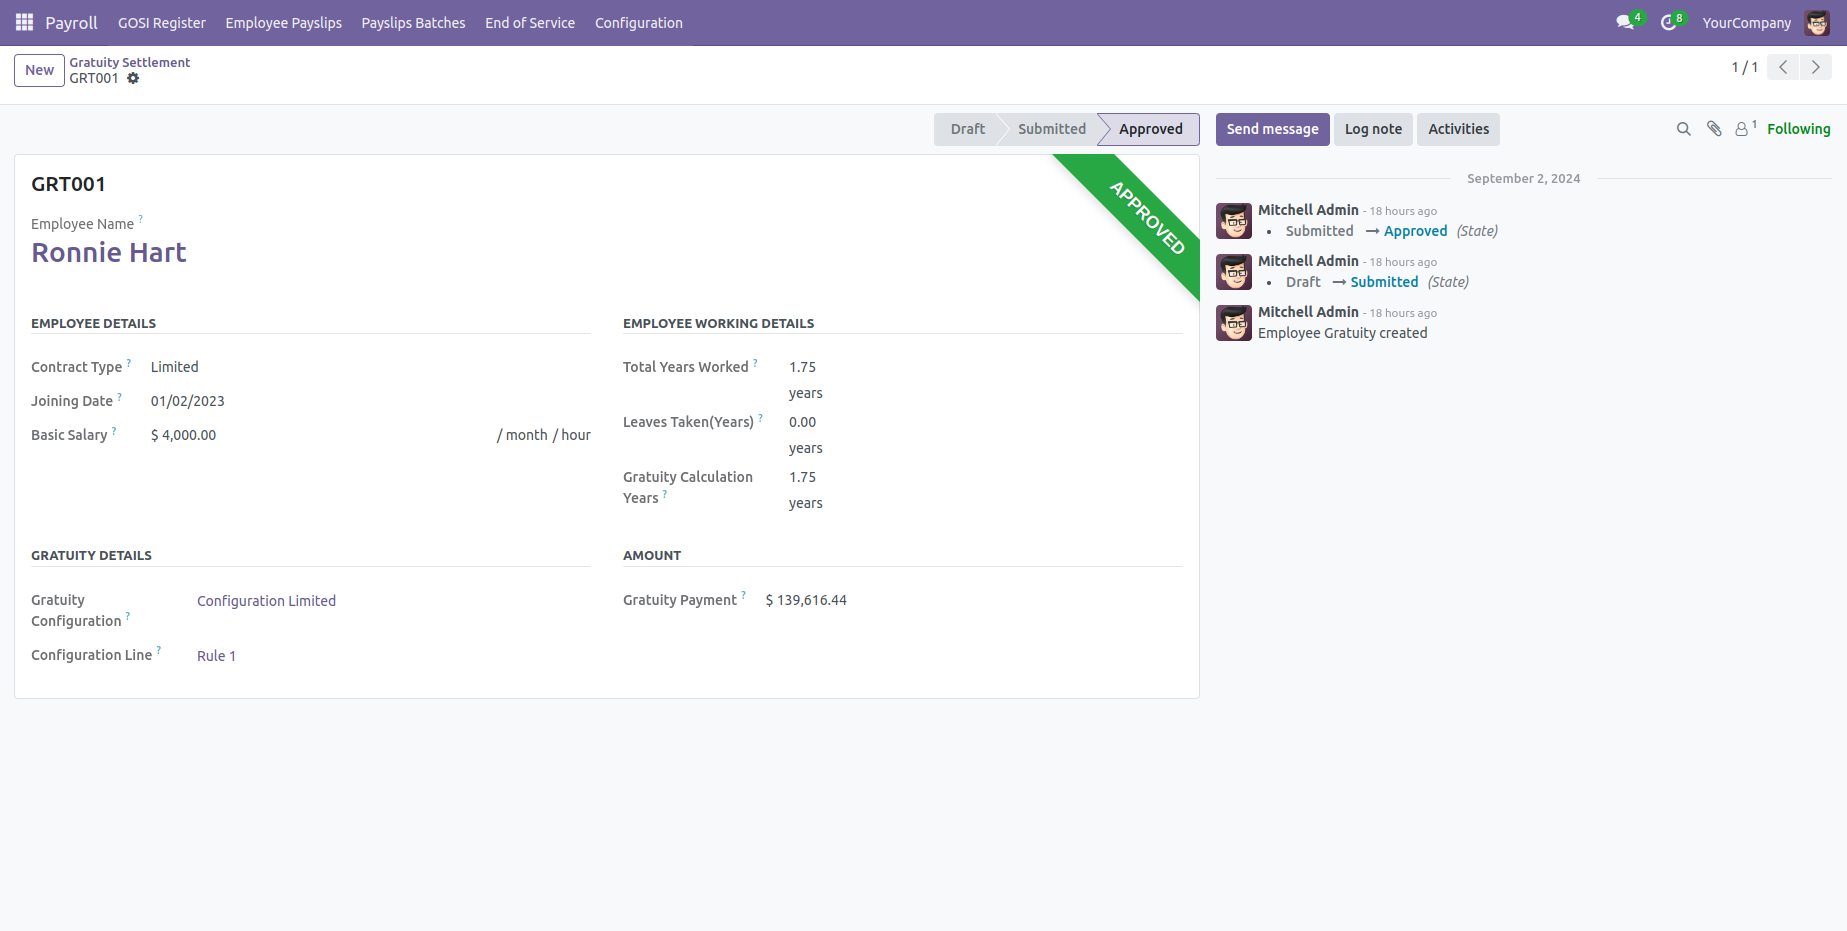 Payroll GOSI Register Employee Payslips Payslips Batches End of Service Configuration 4 8 YourCompany
New Gratuity Settlement
GRT001
1 / 1
Draft Submitted Approved
Send message Log note Activities 1 Following
GRT001
APPROVED
Employee Name ?
Ronnie Hart
EMPLOYEE DETAILS
Contract Type ? Limited
Joining Date ? 01/02/2023
Basic Salary ? $ 4,000.00 / month / hour
EMPLOYEE WORKING DETAILS
Total Years Worked ? 1.75
years
Leaves Taken(Years) ? 0.00
years
Gratuity Calculation 1.75
Years ? years
GRATUITY DETAILS
Gratuity Configuration Limited
Configuration ?
Configuration Line ? Rule 1
AMOUNT
Gratuity Payment ? $ 139,616.44
September 2, 2024
Mitchell Admin - 18 hours ago
• Submitted → Approved (State)
Mitchell Admin - 18 hours ago
• Draft → Submitted (State)
Mitchell Admin - 18 hours ago
Employee Gratuity created